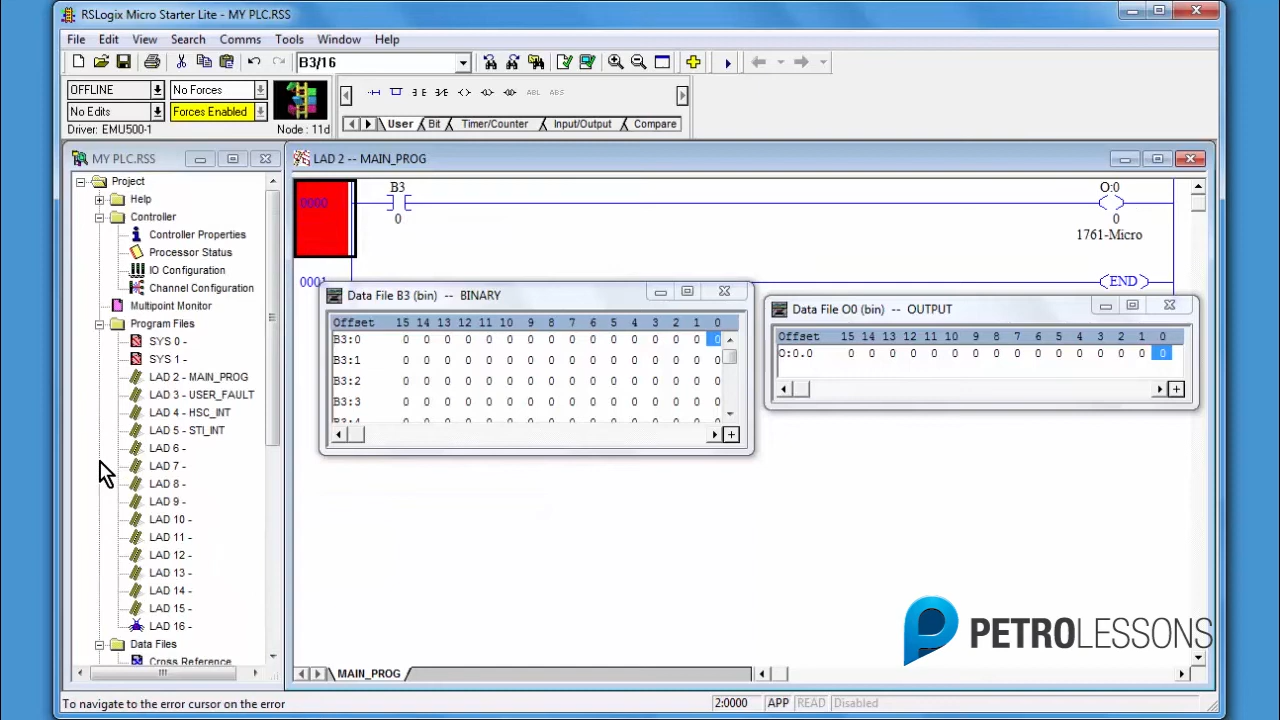 RSLogix Micro Starter Lite - MY PLC.RSS
File Edit View Search Comms Tools Window Help
B3/16
OFFLINE No Forces
No Edits Forces Enabled
Driver: EMU500-1 Node : 11d
ABL ABS
User Bit Timer/Counter Input/Output Compare
MY PLC.RSS
Project
Help
Controller
Controller Properties
Processor Status
IO Configuration
Channel Configuration
Multipoint Monitor
Program Files
SYS 0 -
SYS 1 -
LAD 2 - MAIN_PROG
LAD 3 - USER_FAULT
LAD 4 - HSC_INT
LAD 5 - STI_INT
LAD 6 -
LAD 7 -
LAD 8 -
LAD 9 -
LAD 10 -
LAD 11 -
LAD 12 -
LAD 13 -
LAD 14 -
LAD 15 -
LAD 16 -
Data Files
Cross Reference
LAD 2 -- MAIN_PROG
0000
B3
0
O:0
0
1761-Micro
0001
END
Data File B3 (bin) -- BINARY
Offset 15 14 13 12 11 10 9 8 7 6 5 4 3 2 1 0
B3:0 0 0 0 0 0 0 0 0 0 0 0 0 0 0 0 0
B3:1 0 0 0 0 0 0 0 0 0 0 0 0 0 0 0 0
B3:2 0 0 0 0 0 0 0 0 0 0 0 0 0 0 0 0
B3:3 0 0 0 0 0 0 0 0 0 0 0 0 0 0 0 0
Data File O0 (bin) -- OUTPUT
Offset 15 14 13 12 11 10 9 8 7 6 5 4 3 2 1 0
O:0.0 0 0 0 0 0 0 0 0 0 0 0 0 0 0 0 0
PETROLESSONS
MAIN_PROG
To navigate to the error cursor on the error
2:0000 APP READ Disabled